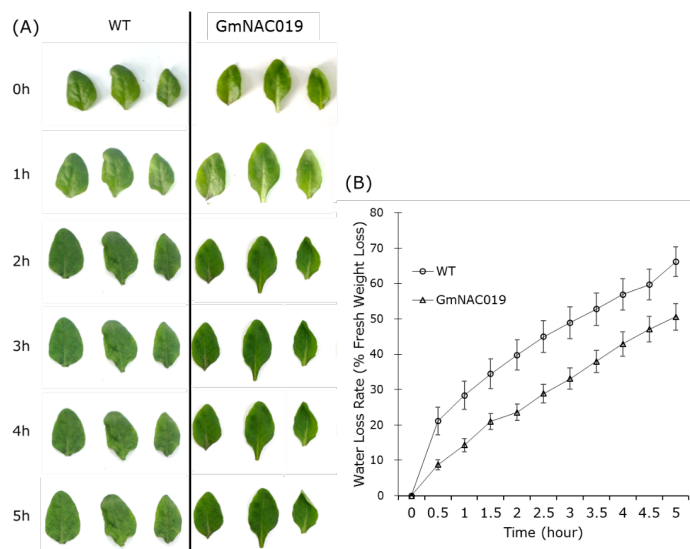 (A)
WT
GmNAC019
0h
1h
2h
3h
4h
5h
(B)
Water Loss Rate (% Fresh Weight Loss)
80
70
60
50
40
30
20
10
0
WT
GmNAC019
0 0.5 1 1.5 2 2.5 3 3.5 4 4.5 5
Time (hour)